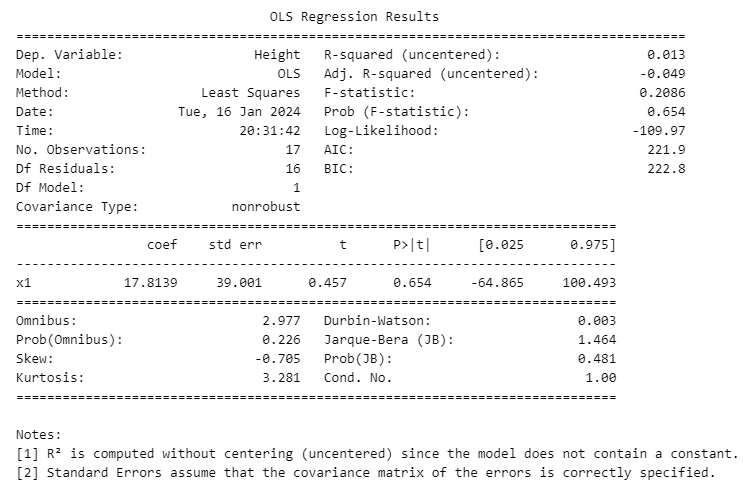 OLS Regression Results
=======================================================================================
Dep. Variable:                 Height   R-squared (uncentered):                   0.013
Model:                            OLS   Adj. R-squared (uncentered):             -0.049
Method:                 Least Squares   F-statistic:                             0.2086
Date:                Tue, 16 Jan 2024   Prob (F-statistic):                       0.654
Time:                        20:31:42   Log-Likelihood:                         -109.97
No. Observations:                  17   AIC:                                      221.9
Df Residuals:                      16   BIC:                                      222.8
Df Model:                           1
Covariance Type:            nonrobust
==============================================================================
                 coef    std err          t      P>|t|      [0.025      0.975]
------------------------------------------------------------------------------
x1            17.8139     39.001      0.457      0.654     -64.865     100.493
==============================================================================
Omnibus:                        2.977   Durbin-Watson:                   0.003
Prob(Omnibus):                  0.226   Jarque-Bera (JB):                1.464
Skew:                          -0.705   Prob(JB):                        0.481
Kurtosis:                       3.281   Cond. No.                         1.00
==============================================================================
Notes:
[1] R² is computed without centering (uncentered) since the model does not contain a constant.
[2] Standard Errors assume that the covariance matrix of the errors is correctly specified.